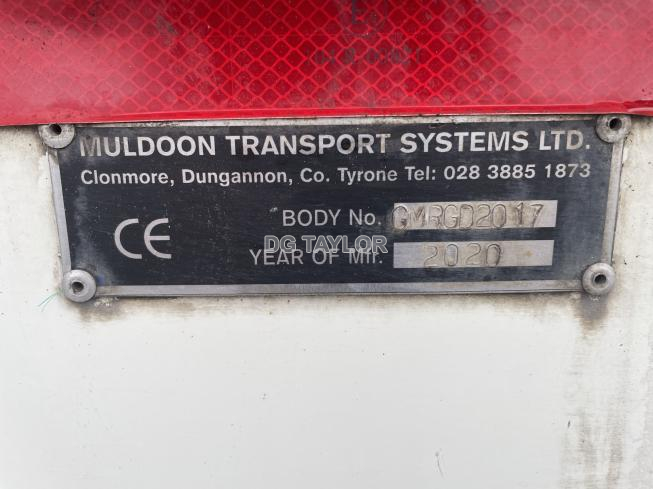 MULDOON TRANSPORT SYSTEMS LTD.
Clonmore, Dungannon, Co. Tyrone Tel: 028 3885 1873
CE
BODY No. GMRGD2017
DG TAYLOR
YEAR OF Mfr. 2020